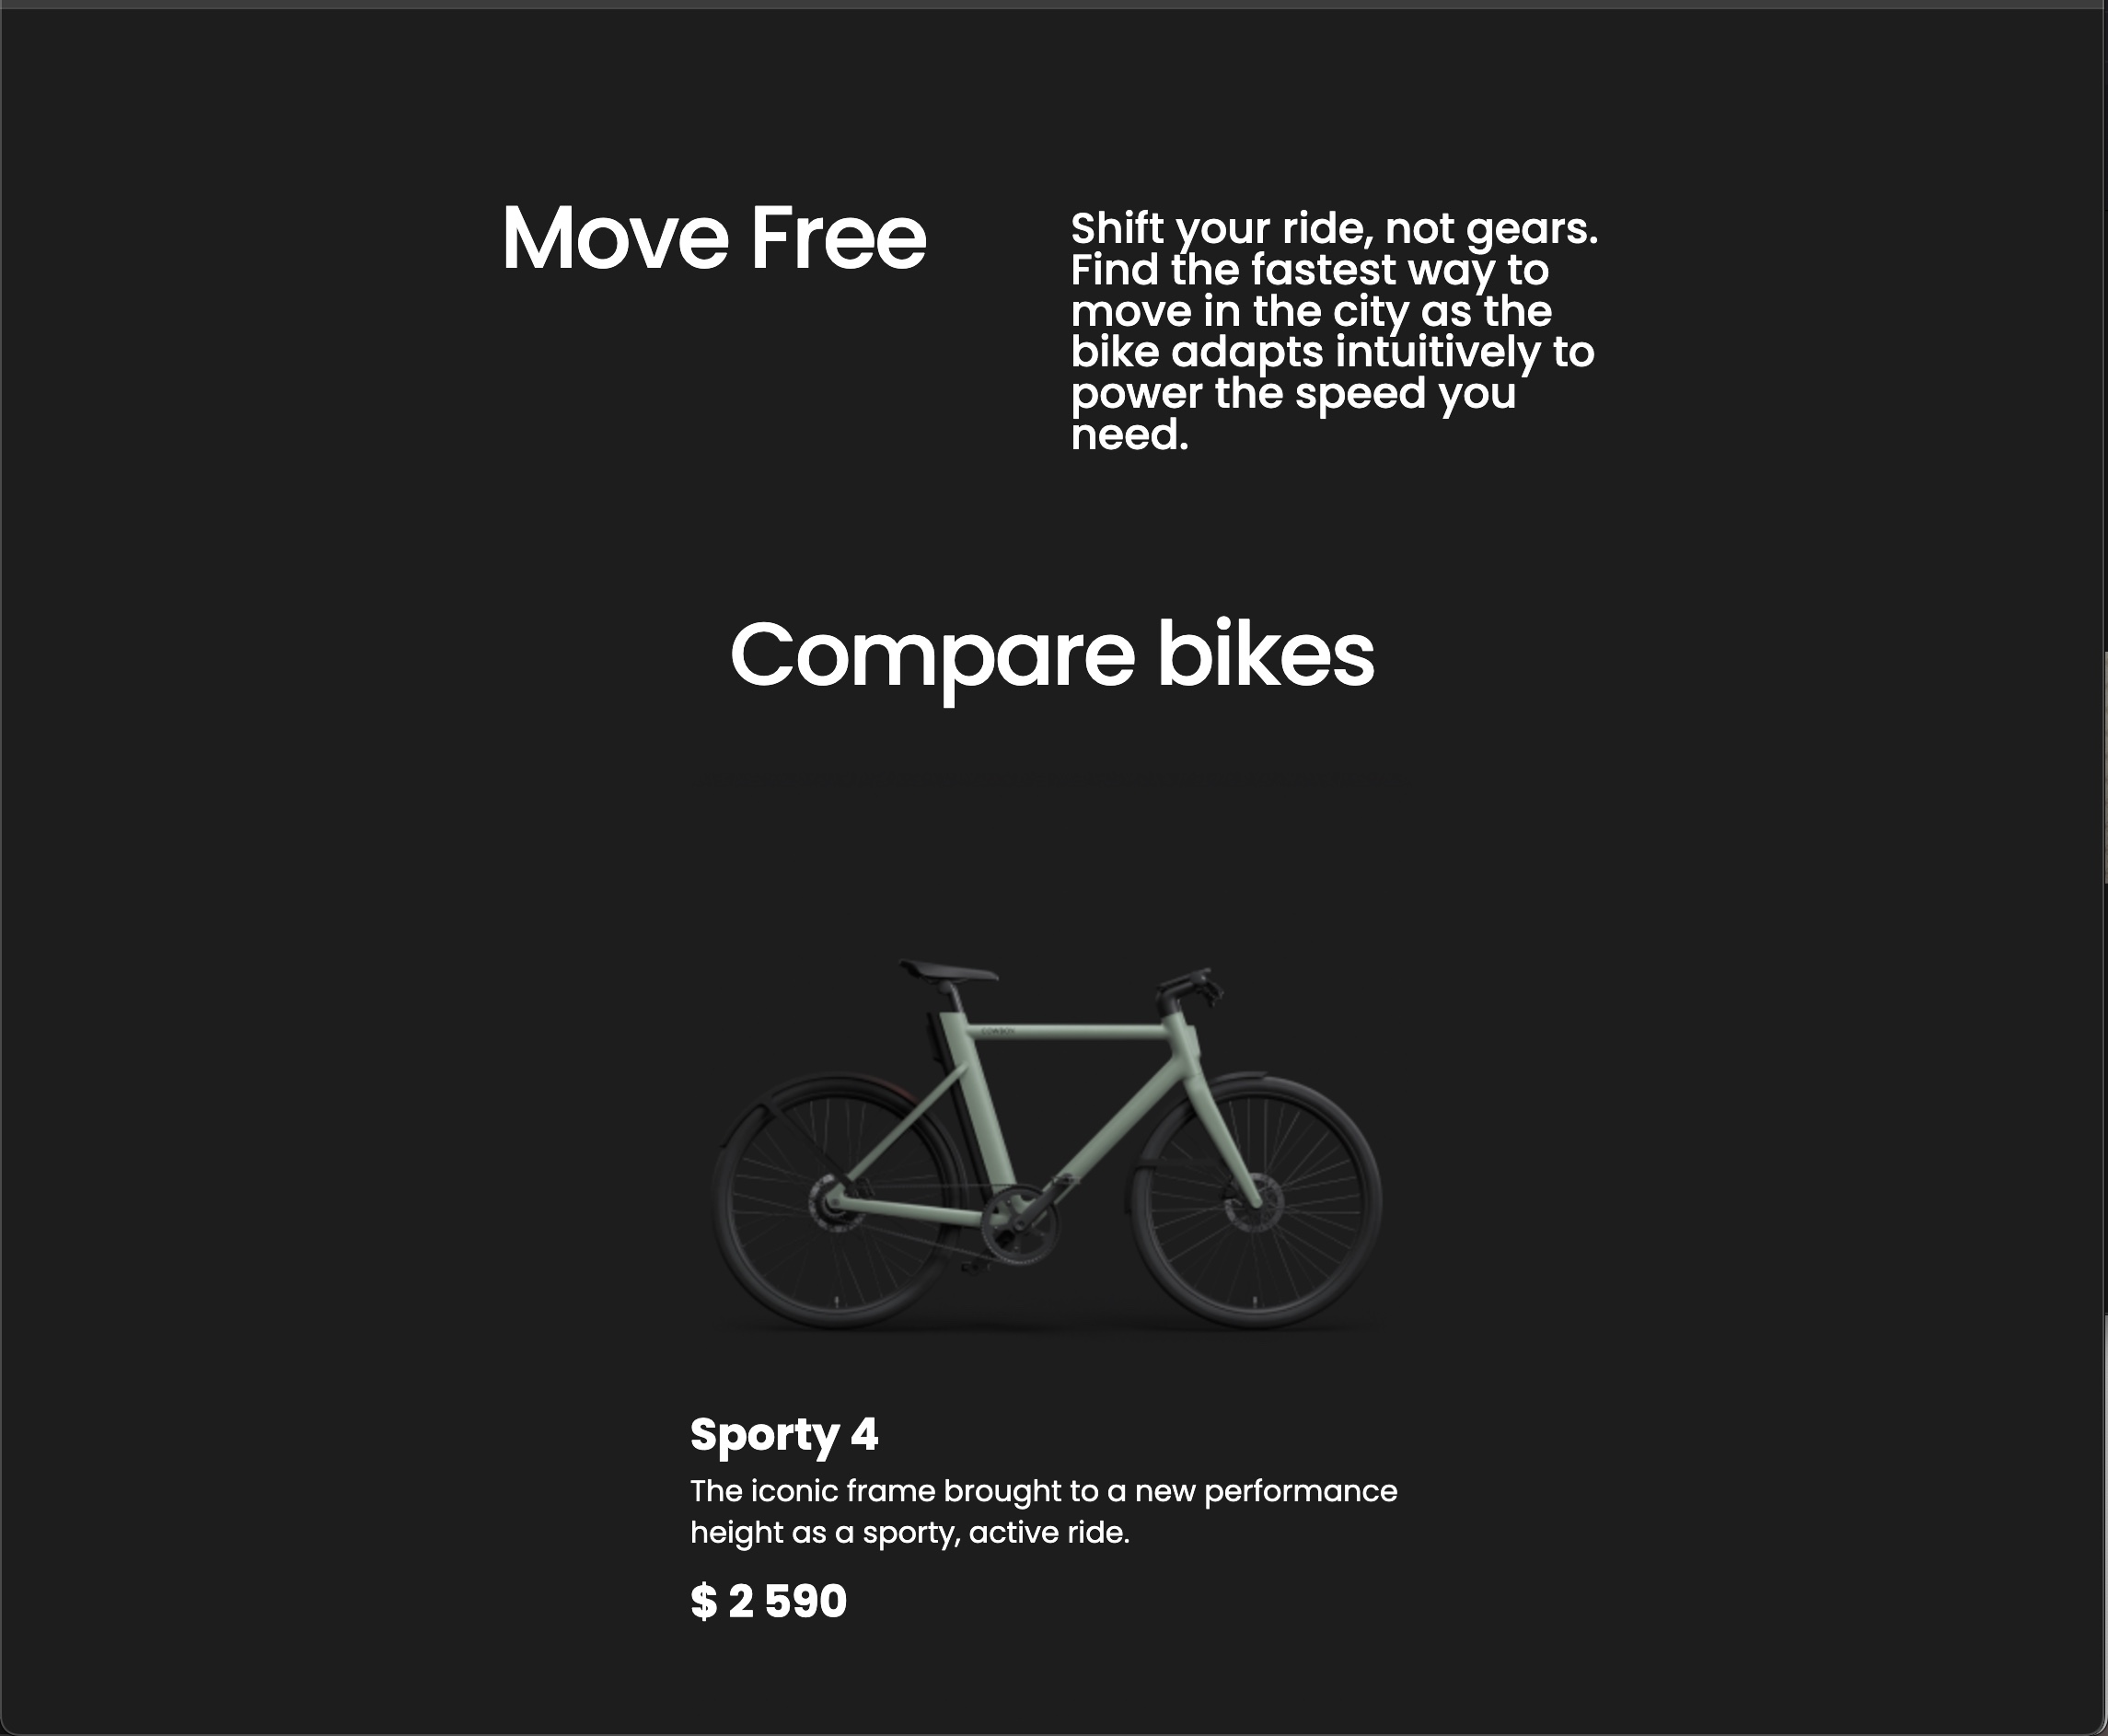 Move Free
Shift your ride, not gears.
Find the fastest way to
move in the city as the
bike adapts intuitively to
power the speed you
need.
Compare bikes
COWBOY
Sporty 4
The iconic frame brought to a new performance
height as a sporty, active ride.
$ 2 590